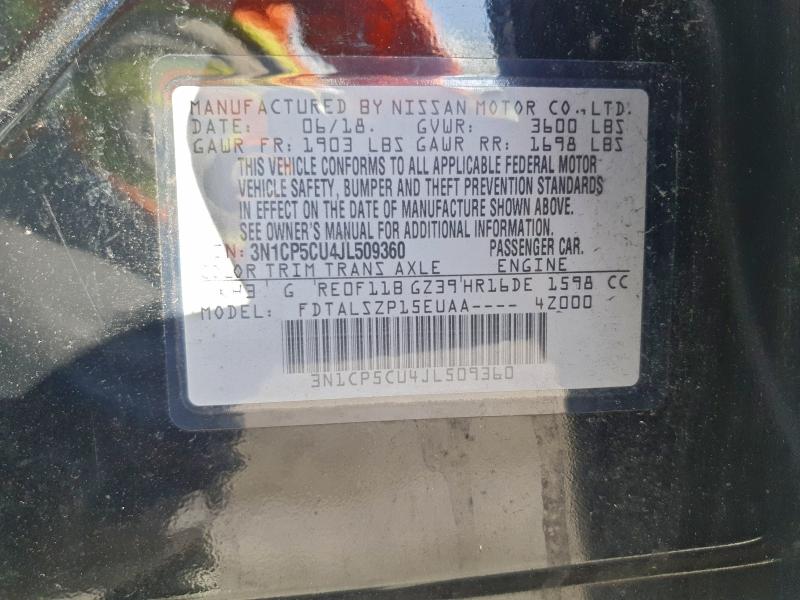 MANUFACTURED BY NISSAN MOTOR CO.,LTD.
DATE: 06/18. GVWR: 3600 LBS
GAWR FR: 1903 LBS GAWR RR: 1698 LBS
THIS VEHICLE CONFORMS TO ALL APPLICABLE FEDERAL MOTOR
VEHICLE SAFETY, BUMPER AND THEFT PREVENTION STANDARDS
IN EFFECT ON THE DATE OF MANUFACTURE SHOWN ABOVE.
SEE OWNER'S MANUAL FOR ADDITIONAL INFORMATION.
3N1CP5CU4JL509360 PASSENGER CAR.
COLOR TRIM TRANS AXLE ENGINE
G RE0F11B GZ39 HR16DE 1598 CC
MODEL: FDTALSZP15EUAA---- 4Z000
3N1CP5CU4JL509360